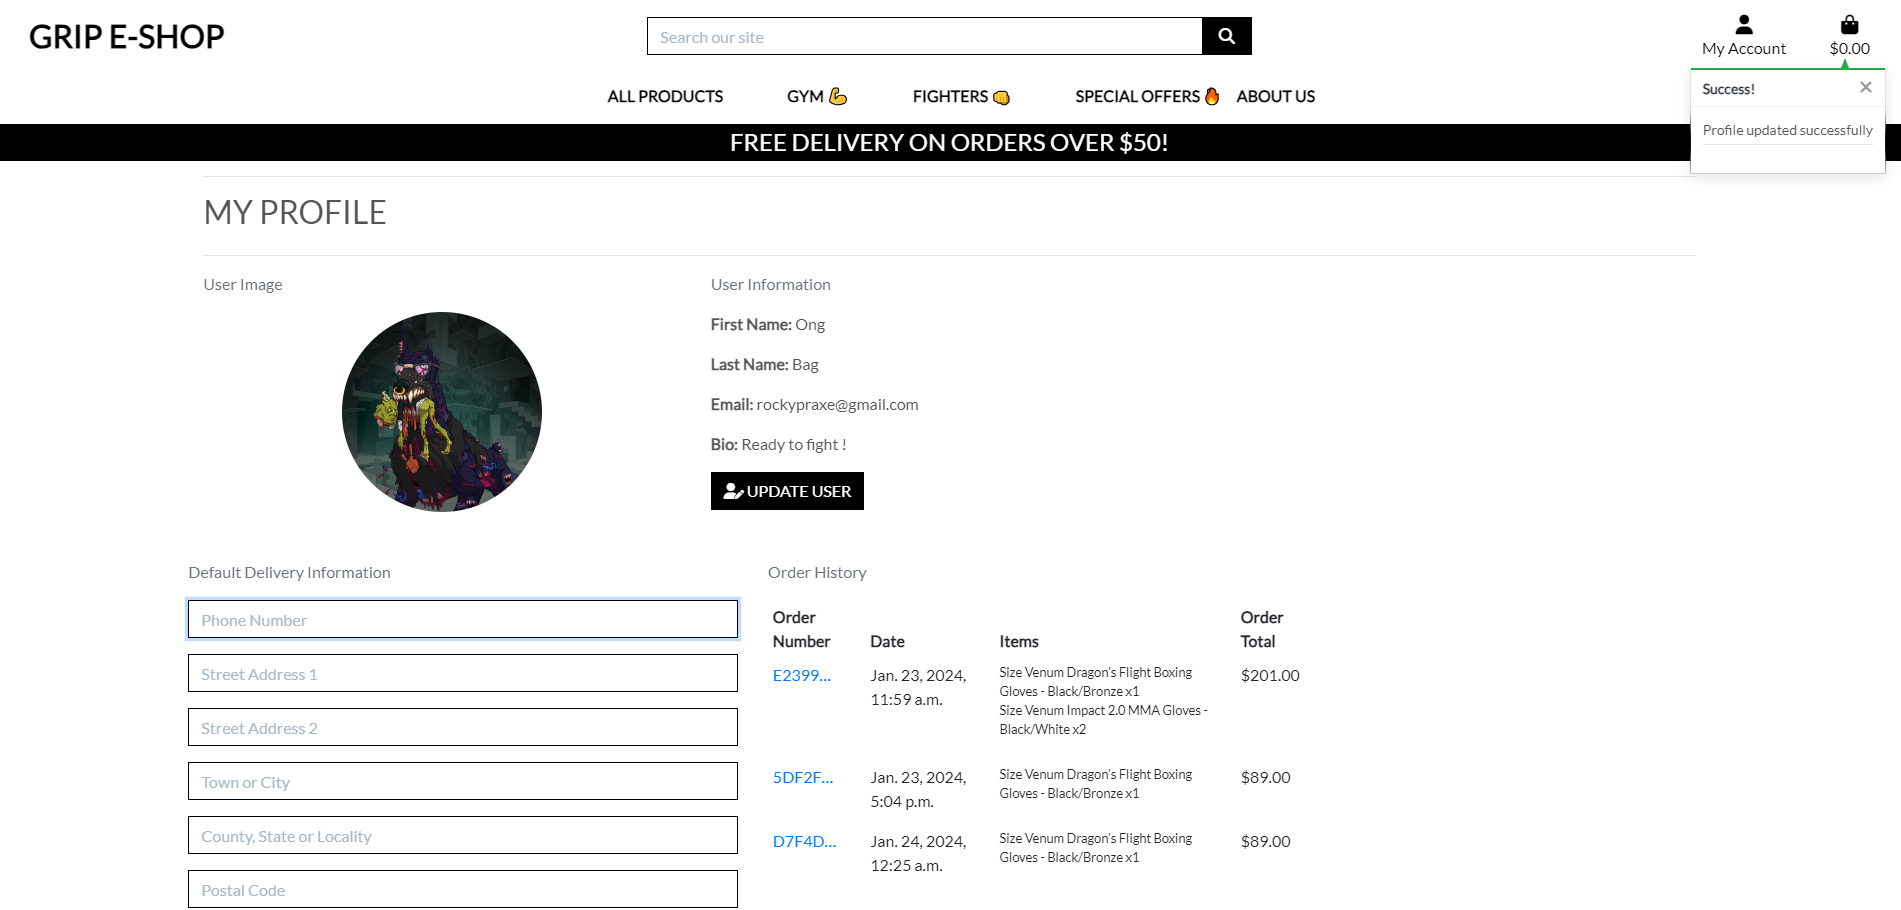 GRIP E-SHOP
Search our site
My Account
$0.00
ALL PRODUCTS
GYM 💪
FIGHTERS 👊
SPECIAL OFFERS 🔥
ABOUT US
Success!
×
Profile updated successfully
FREE DELIVERY ON ORDERS OVER $50!
MY PROFILE
User Image
User Information
First Name: Ong
Last Name: Bag
Email: rockypraxe@gmail.com
Bio: Ready to fight !
UPDATE USER
Default Delivery Information
Phone Number
Street Address 1
Street Address 2
Town or City
County, State or Locality
Postal Code
Order History
Order
Number
Date
Items
Order
Total
E2399...
Jan. 23, 2024,
11:59 a.m.
Size Venum Dragon's Flight Boxing
Gloves - Black/Bronze x1
Size Venum Impact 2.0 MMA Gloves -
Black/White x2
$201.00
5DF2F...
Jan. 23, 2024,
5:04 p.m.
Size Venum Dragon's Flight Boxing
Gloves - Black/Bronze x1
$89.00
D7F4D...
Jan. 24, 2024,
12:25 a.m.
Size Venum Dragon's Flight Boxing
Gloves - Black/Bronze x1
$89.00